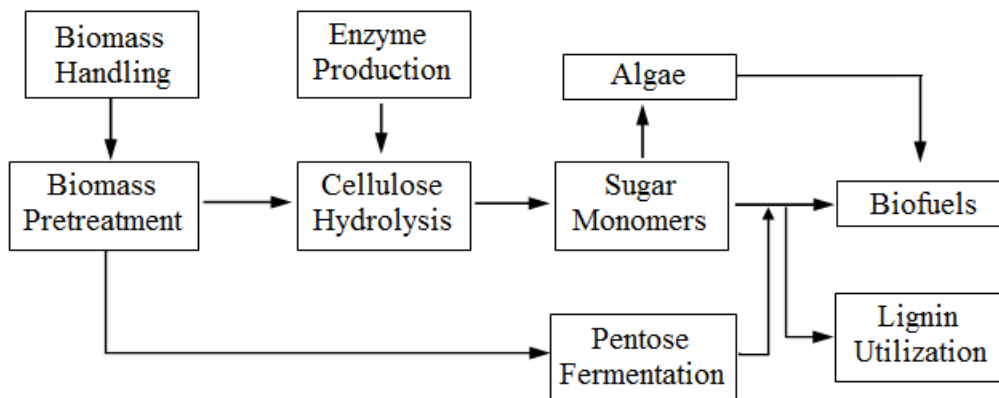 Biomass
Handling
Enzyme
Production
Algae
Biomass
Pretreatment
Cellulose
Hydrolysis
Sugar
Monomers
Biofuels
Pentose
Fermentation
Lignin
Utilization